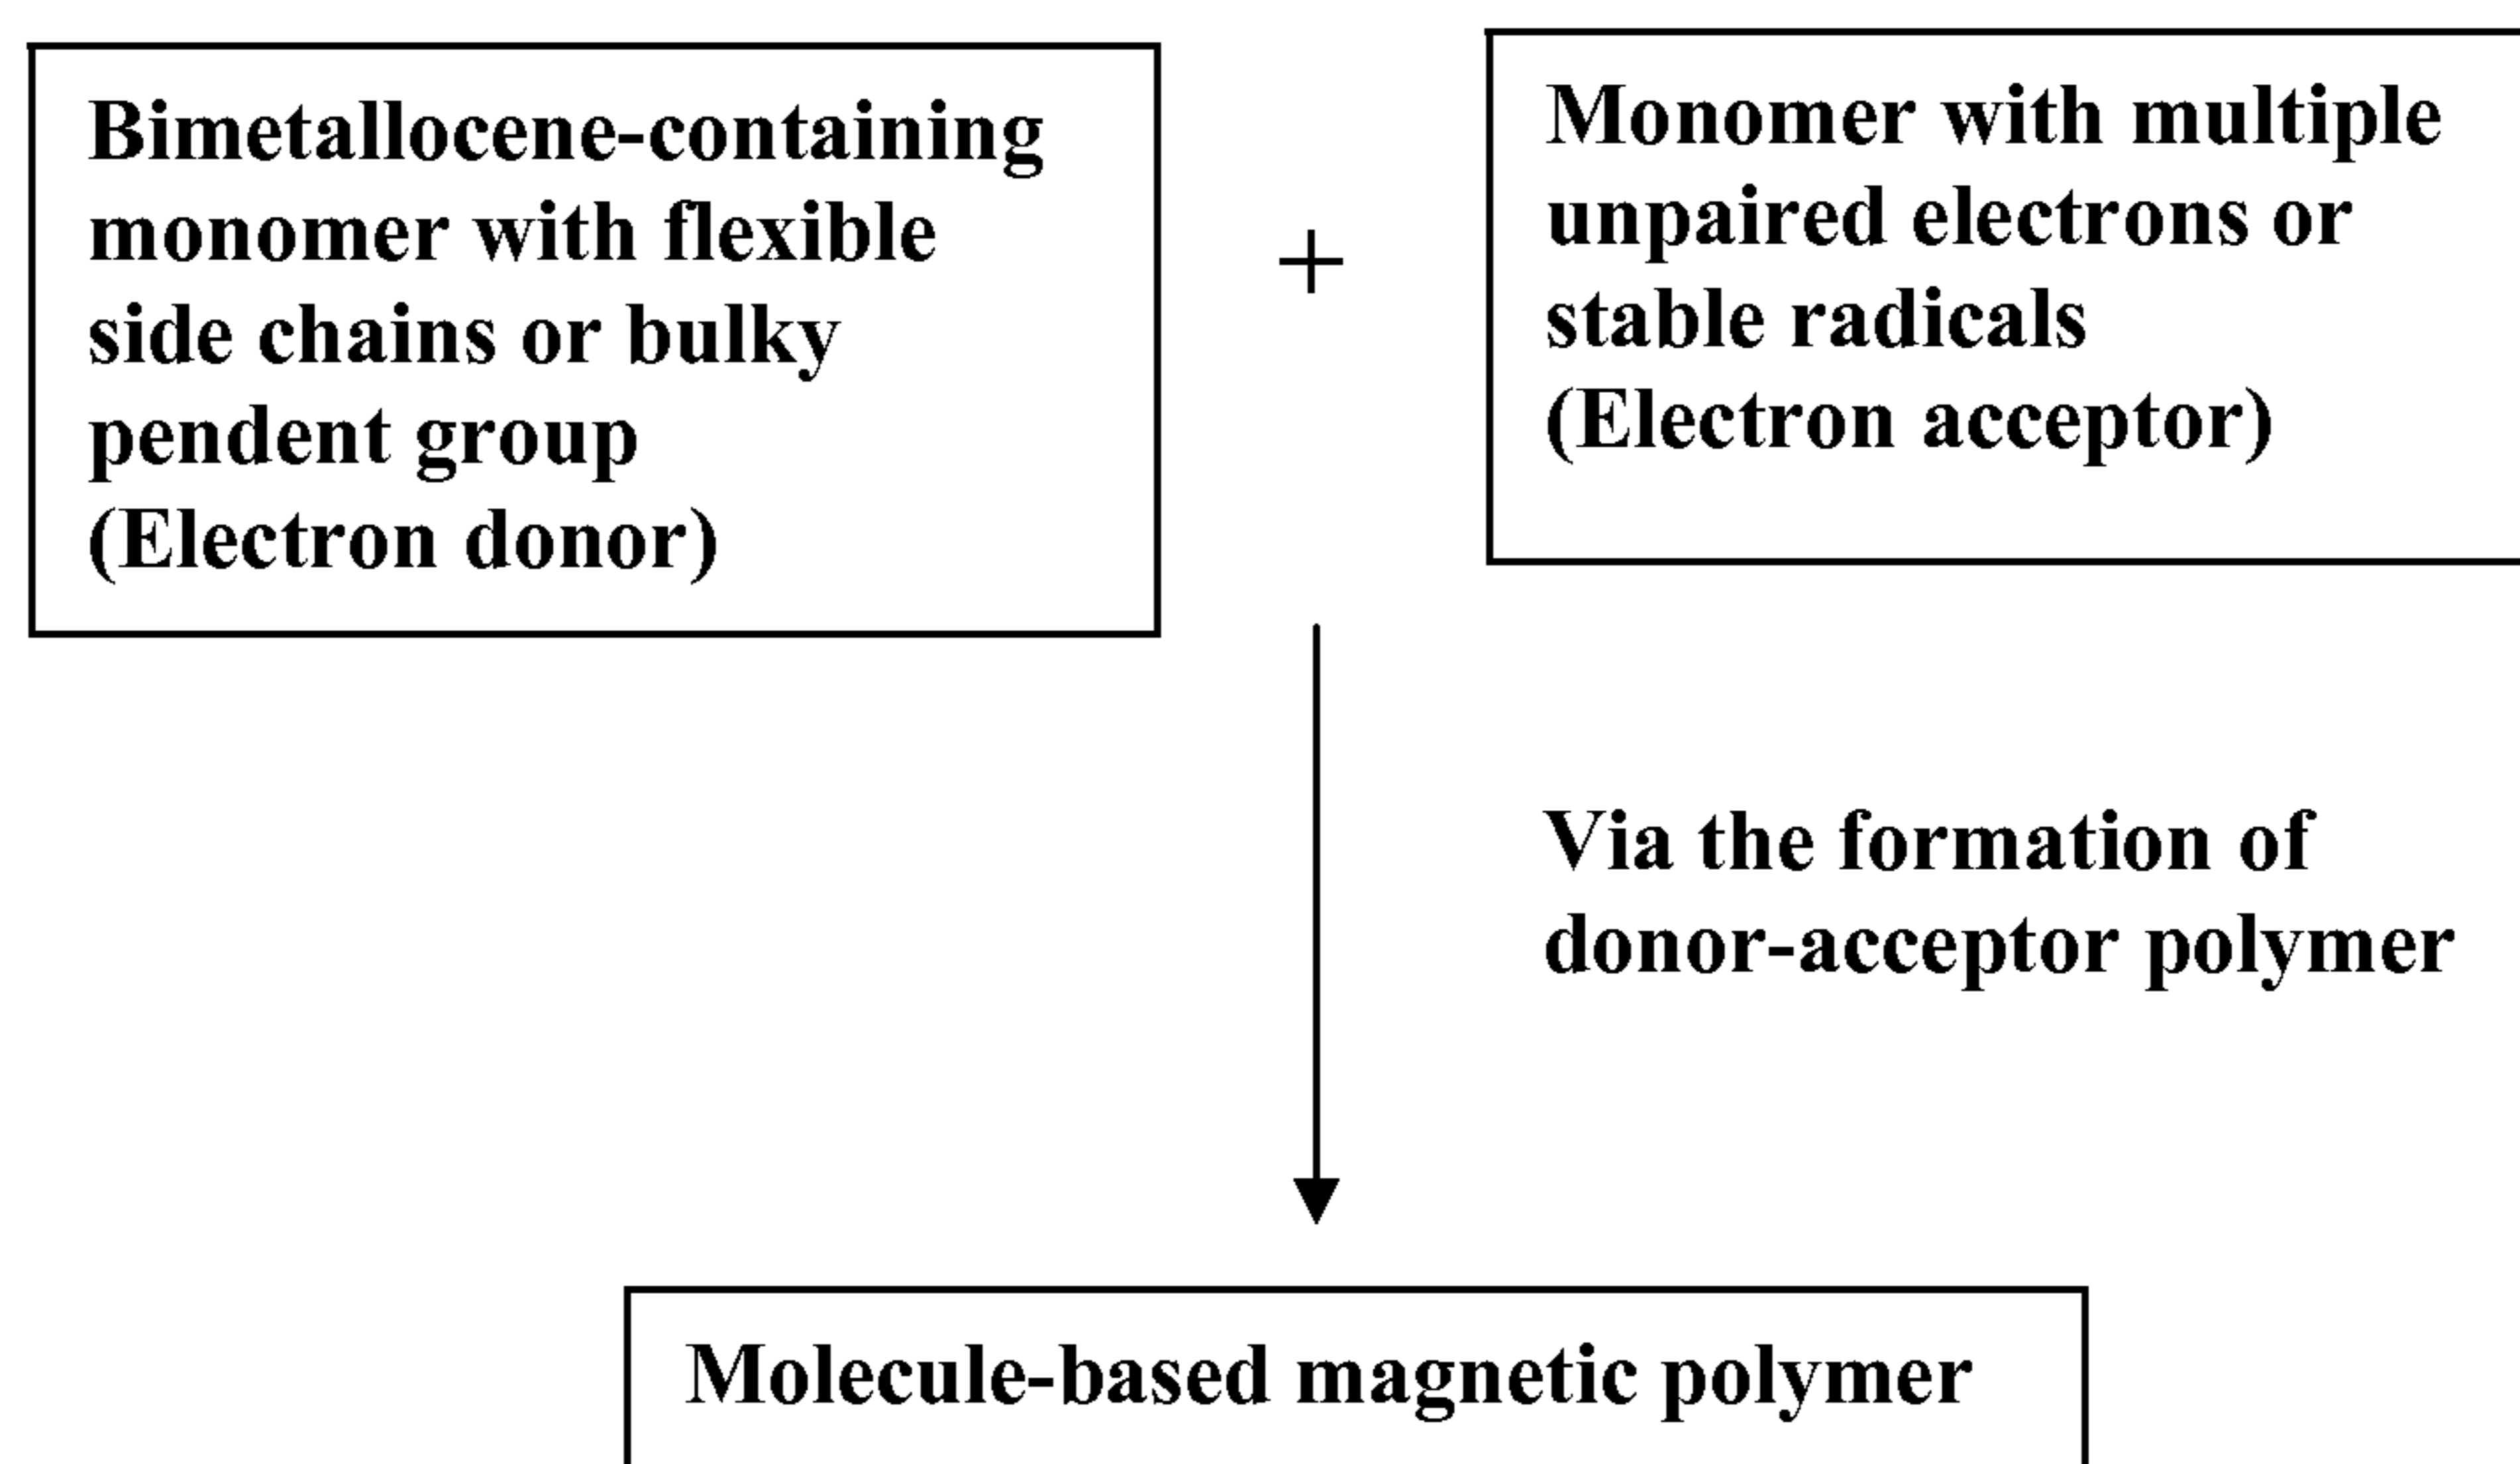 Bimetallocene-containing
monomer with flexible
side chains or bulky
pendent group
(Electron donor)
+
Monomer with multiple
unpaired electrons or
stable radicals
(Electron acceptor)
Via the formation of
donor-acceptor polymer
Molecule-based magnetic polymer